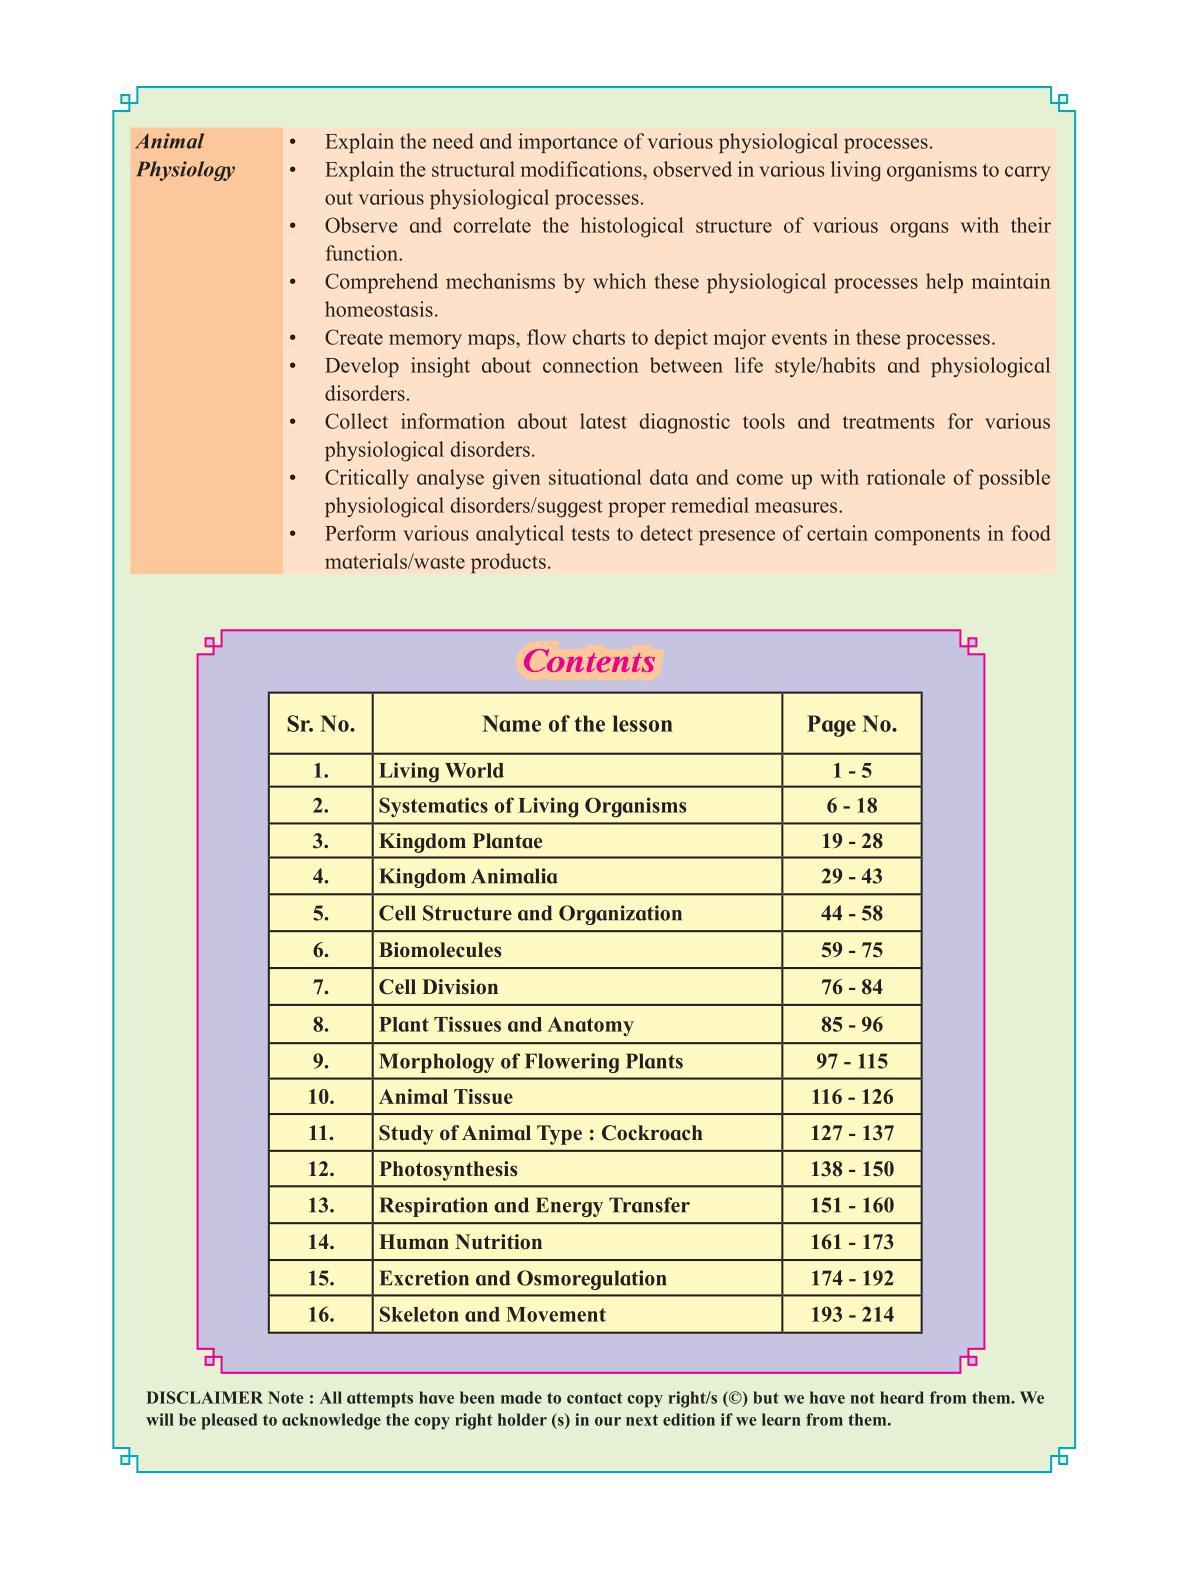 Animal
Physiology
• Explain the need and importance of various physiological processes.
• Explain the structural modifications, observed in various living organisms to carry
out various physiological processes.
• Observe and correlate the histological structure of various organs with their
function.
• Comprehend mechanisms by which these physiological processes help maintain
homeostasis.
• Create memory maps, flow charts to depict major events in these processes.
• Develop insight about connection between life style/habits and physiological
disorders.
• Collect information about latest diagnostic tools and treatments for various
physiological disorders.
• Critically analyse given situational data and come up with rationale of possible
physiological disorders/suggest proper remedial measures.
• Perform various analytical tests to detect presence of certain components in food
materials/waste products.
Contents
Sr. No. Name of the lesson Page No.
1. Living World 1 - 5
2. Systematics of Living Organisms 6 - 18
3. Kingdom Plantae 19 - 28
4. Kingdom Animalia 29 - 43
5. Cell Structure and Organization 44 - 58
6. Biomolecules 59 - 75
7. Cell Division 76 - 84
8. Plant Tissues and Anatomy 85 - 96
9. Morphology of Flowering Plants 97 - 115
10. Animal Tissue 116 - 126
11. Study of Animal Type : Cockroach 127 - 137
12. Photosynthesis 138 - 150
13. Respiration and Energy Transfer 151 - 160
14. Human Nutrition 161 - 173
15. Excretion and Osmoregulation 174 - 192
16. Skeleton and Movement 193 - 214
DISCLAIMER Note : All attempts have been made to contact copy right/s (©) but we have not heard from them. We
will be pleased to acknowledge the copy right holder (s) in our next edition if we learn from them.